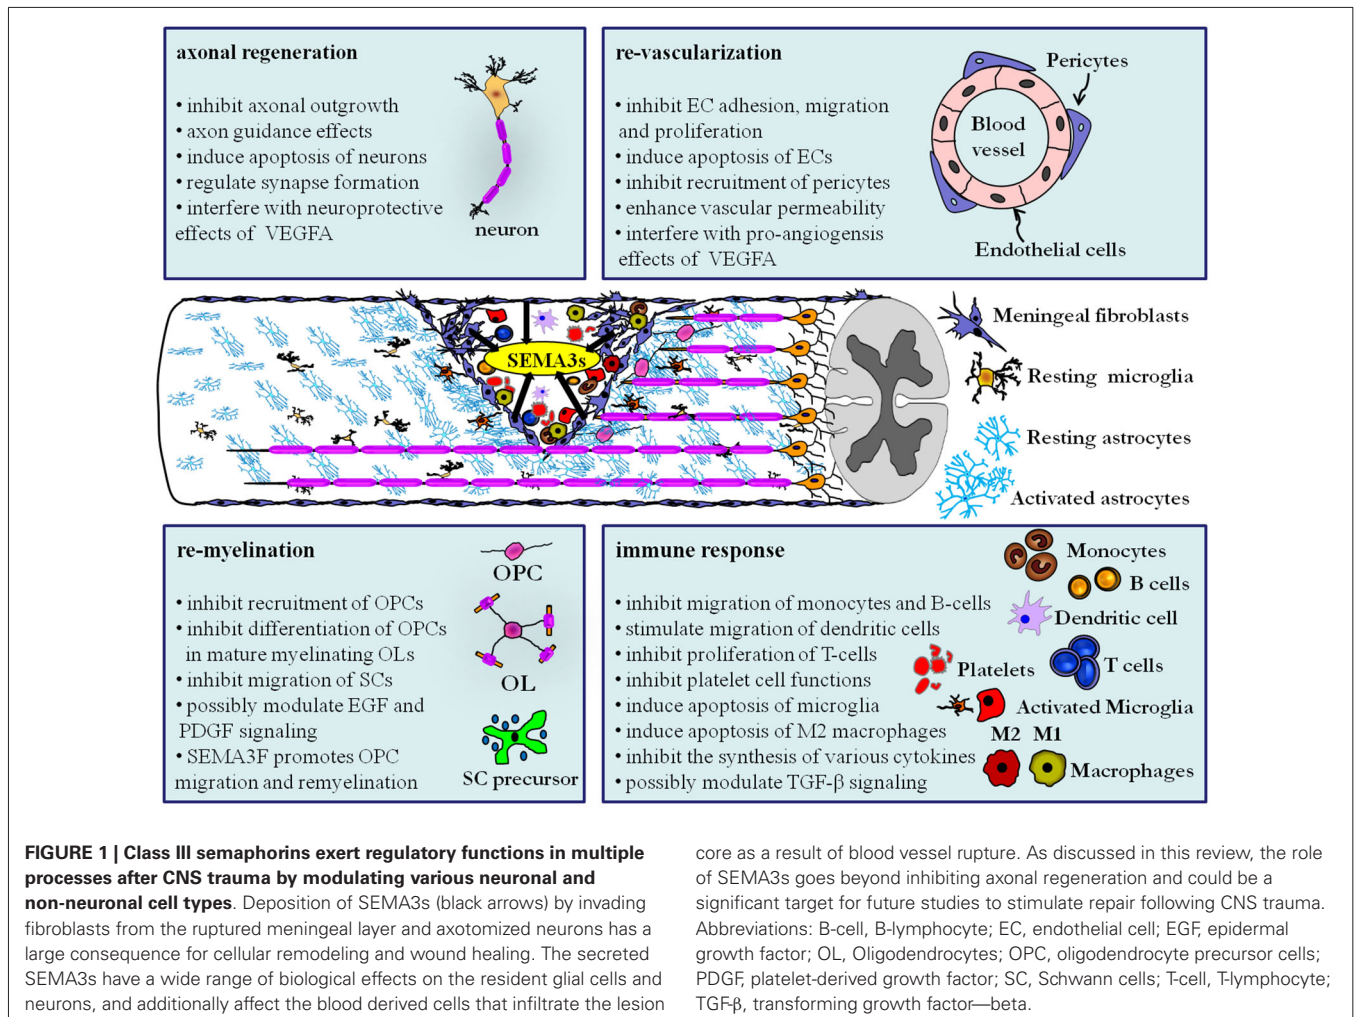 axonal regeneration
• inhibit axonal outgrowth
• axon guidance effects
• induce apoptosis of neurons
• regulate synapse formation
• interfere with neuroprotective
effects of VEGFA
neuron
re-vascularization
• inhibit EC adhesion, migration
and proliferation
• induce apoptosis of ECs
• inhibit recruitment of pericytes
• enhance vascular permeability
• interfere with pro-angiogensis
effects of VEGFA
Pericytes
Blood
vessel
Endothelial cells
SEMA3s
Meningeal fibroblasts
Resting microglia
Resting astrocytes
Activated astrocytes
re-myelination
• inhibit recruitment of OPCs
• inhibit differentiation of OPCs
in mature myelinating OLs
• inhibit migration of SCs
• possibly modulate EGF and
PDGF signaling
• SEMA3F promotes OPC
migration and remyelination
OPC
OL
SC precursor
immune response
• inhibit migration of monocytes and B-cells
• stimulate migration of dendritic cells
• inhibit proliferation of T-cells
• inhibit platelet cell functions
• induce apoptosis of microglia
• induce apoptosis of M2 macrophages
• inhibit the synthesis of various cytokines
• possibly modulate TGF-β signaling
Monocytes
B cells
Dendritic cell
Platelets
T cells
Activated Microglia
M2 M1
Macrophages
FIGURE 1 | Class III semaphorins exert regulatory functions in multiple
processes after CNS trauma by modulating various neuronal and
non-neuronal cell types. Deposition of SEMA3s (black arrows) by invading
fibroblasts from the ruptured meningeal layer and axotomized neurons has a
large consequence for cellular remodeling and wound healing. The secreted
SEMA3s have a wide range of biological effects on the resident glial cells and
neurons, and additionally affect the blood derived cells that infiltrate the lesion
core as a result of blood vessel rupture. As discussed in this review, the role
of SEMA3s goes beyond inhibiting axonal regeneration and could be a
significant target for future studies to stimulate repair following CNS trauma.
Abbreviations: B-cell, B-lymphocyte; EC, endothelial cell; EGF, epidermal
growth factor; OL, Oligodendrocytes; OPC, oligodendrocyte precursor cells;
PDGF, platelet-derived growth factor; SC, Schwann cells; T-cell, T-lymphocyte;
TGF-β, transforming growth factor—beta.